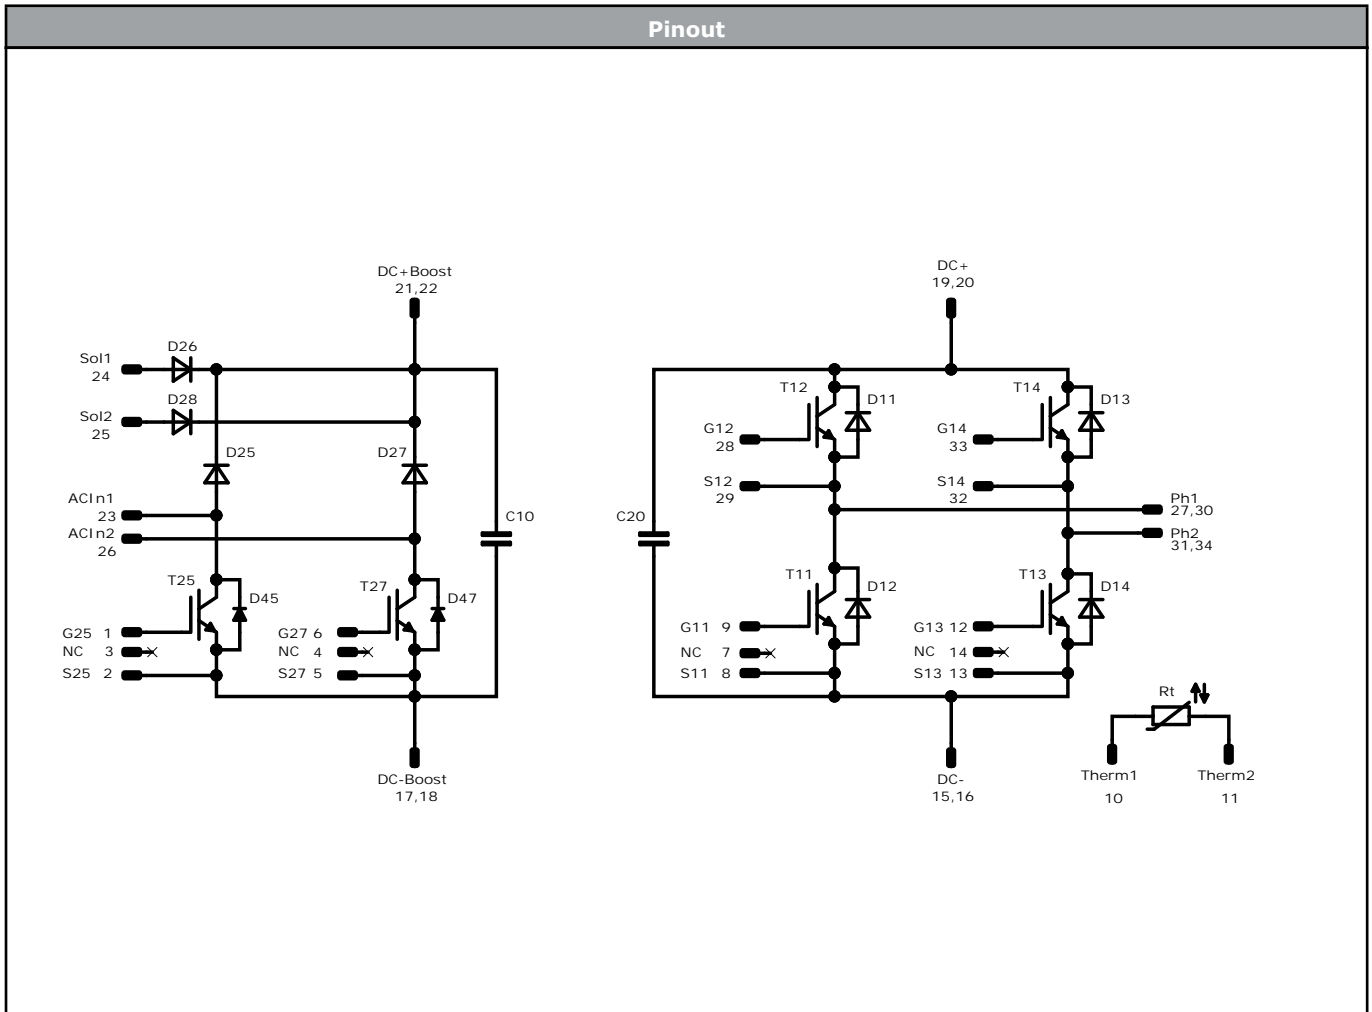 Pinout
DC+Boost
21,22
DC+
19,20
D26
Sol1
24
D28
Sol2
25
D25
D27
ACIn1
23
ACIn2
26
C10
T25
D45
T27
D47
G25 1
NC 3
S25 2
G27 6
NC 4
S27 5
DC-Boost
17,18
T12
D11
T14
D13
G12
28
G14
33
S12
29
S14
32
Ph1
27,30
Ph2
31,34
C20
T11
D12
T13
D14
G11 9
NC 7
S11 8
G13 12
NC 14
S13 13
DC-
15,16
Rt
Therm1
10
Therm2
11